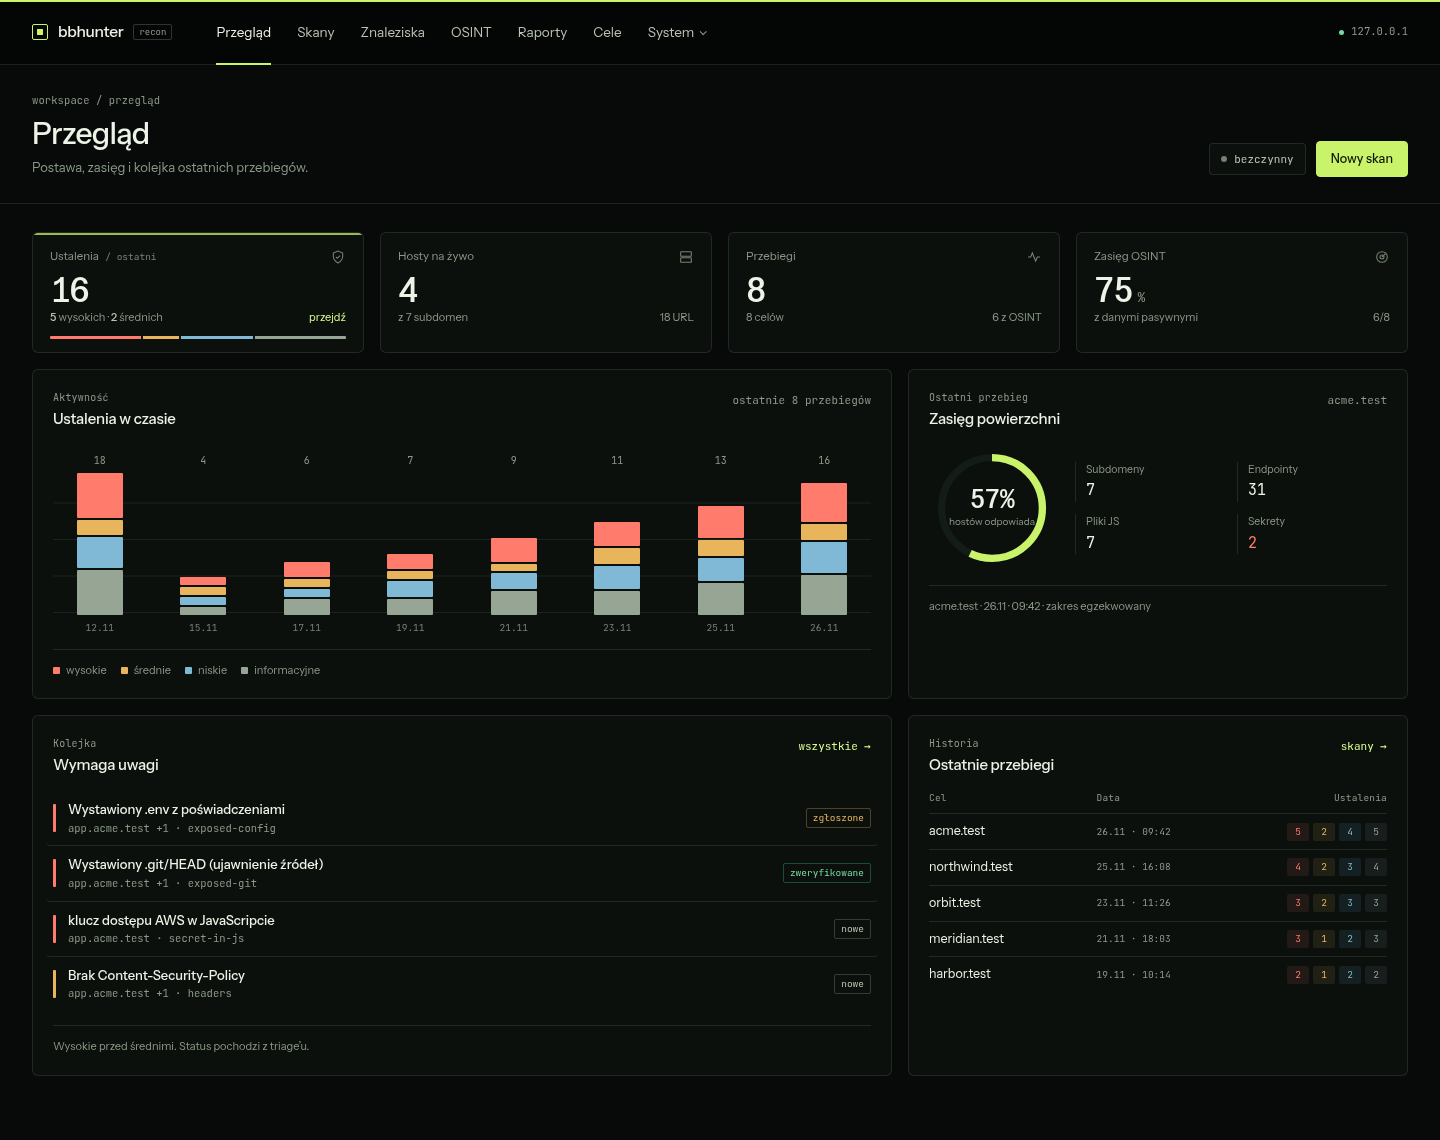 bbhunter recon Przegląd Skany Znaleziska OSINT Raporty Cele System 127.0.0.1
workspace / przegląd
Przegląd
Postawa, zasięg i kolejka ostatnich przebiegów.
bezczynny Nowy skan
Ustalenia / ostatni
16
5 wysokich · 2 średnich przejdź
Hosty na żywo
4
z 7 subdomen 18 URL
Przebiegi
8
8 celów 6 z OSINT
Zasięg OSINT
75 %
z danymi pasywnymi 6/8
Aktywność
Ustalenia w czasie
ostatnie 8 przebiegów
18 4 6 7 9 11 13 16
12.11 15.11 17.11 19.11 21.11 23.11 25.11 26.11
wysokie średnie niskie informacyjne
Ostatni przebieg
Zasięg powierzchni
acme.test
57%
hostów odpowiada
Subdomeny
7
Endpointy
31
Pliki JS
7
Sekrety
2
acme.test · 26.11 · 09:42 · zakres egzekwowany
Kolejka
Wymaga uwagi
wszystkie →
Wystawiony .env z poświadczeniami
app.acme.test +1 · exposed-config
zgłoszone
Wystawiony .git/HEAD (ujawnienie źródeł)
app.acme.test +1 · exposed-git
zweryfikowane
klucz dostępu AWS w JavaScripcie
app.acme.test · secret-in-js
nowe
Brak Content-Security-Policy
app.acme.test +1 · headers
nowe
Wysokie przed średnimi. Status pochodzi z triage'u.
Historia
Ostatnie przebiegi
skany →
Cel Data Ustalenia
acme.test 26.11 · 09:42 5 2 4 5
northwind.test 25.11 · 16:08 4 2 3 4
orbit.test 23.11 · 11:26 3 2 3 3
meridian.test 21.11 · 18:03 3 1 2 3
harbor.test 19.11 · 10:14 2 1 2 2